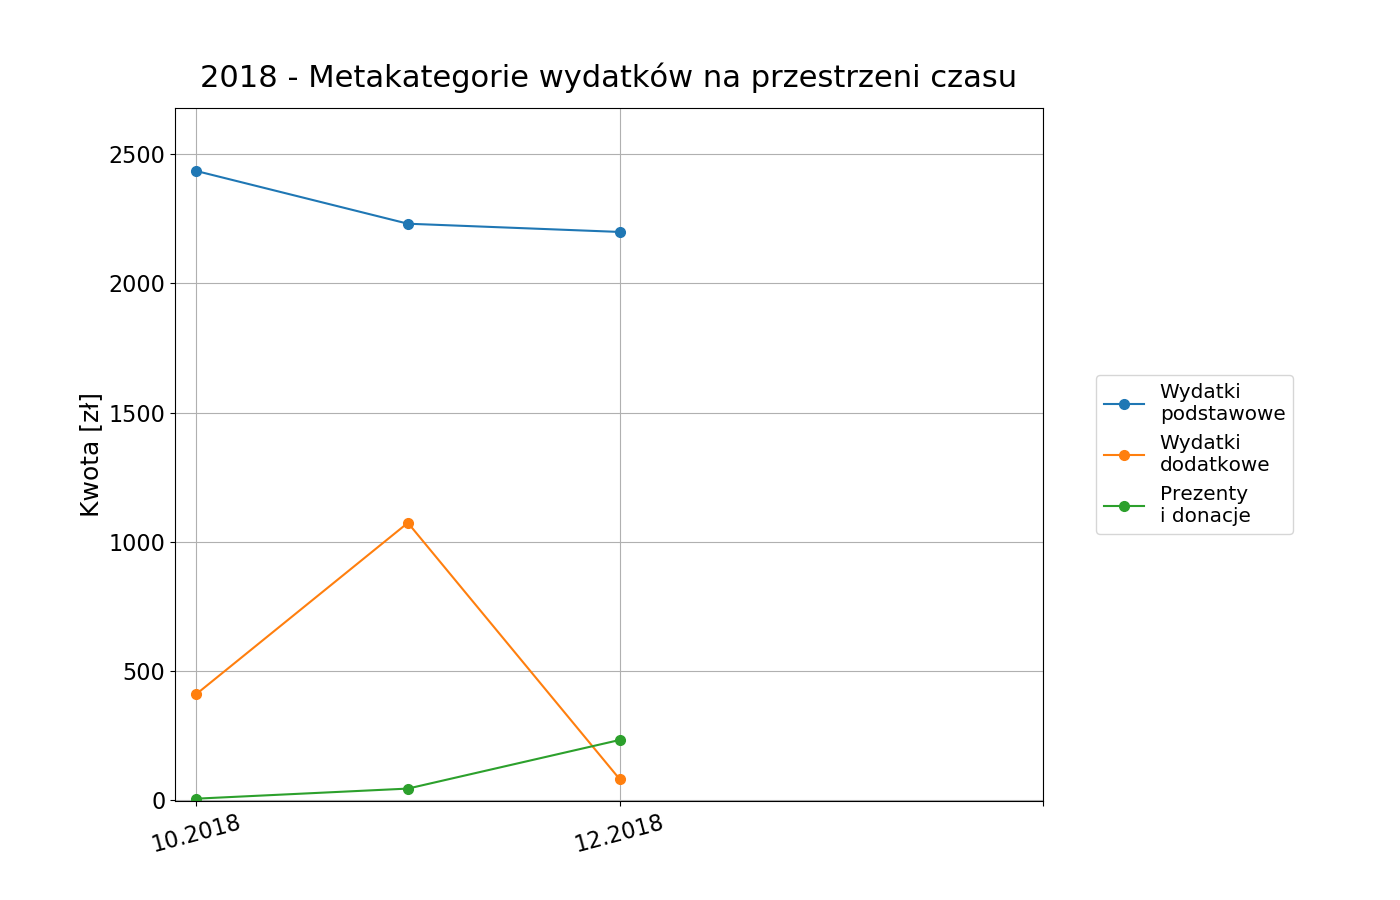 2018 - Metakategorie wydatków na przestrzeni czasu
Kwota [zł]
2500
2000
1500
1000
500
0
10.2018
12.2018
Wydatki
podstawowe
Wydatki
dodatkowe
Prezenty
i donacje